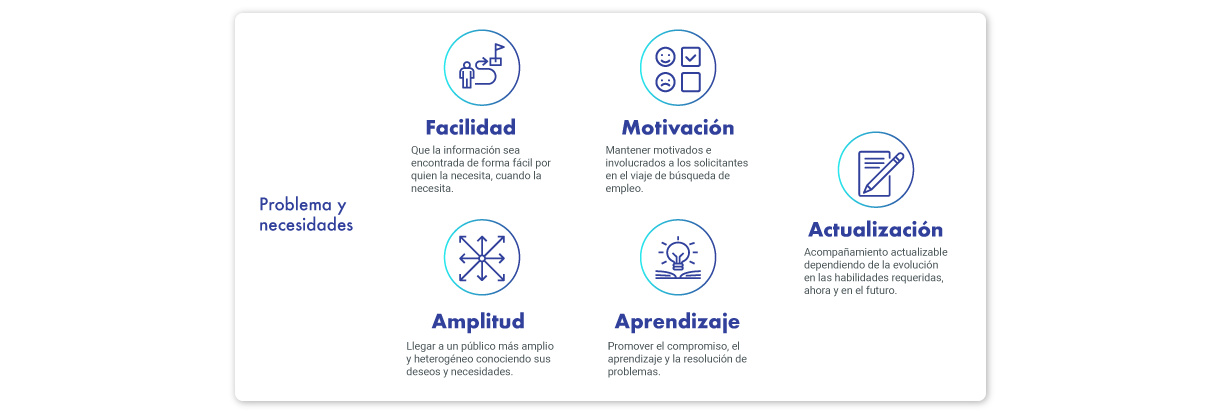 Problema y
necesidades
Facilidad
Que la información sea
encontrada de forma fácil por
quien la necesita, cuando la
necesita.
Motivación
Mantener motivados e
involucrados a los solicitantes
en el viaje de búsqueda de
empleo.
Amplitud
Llegar a un público más amplio
y heterogéneo conociendo sus
deseos y necesidades.
Aprendizaje
Promover el compromiso, el
aprendizaje y la resolución de
problemas.
Actualización
Acompañamiento actualizable
dependiendo de la evolución
en las habilidades requeridas,
ahora y en el futuro.